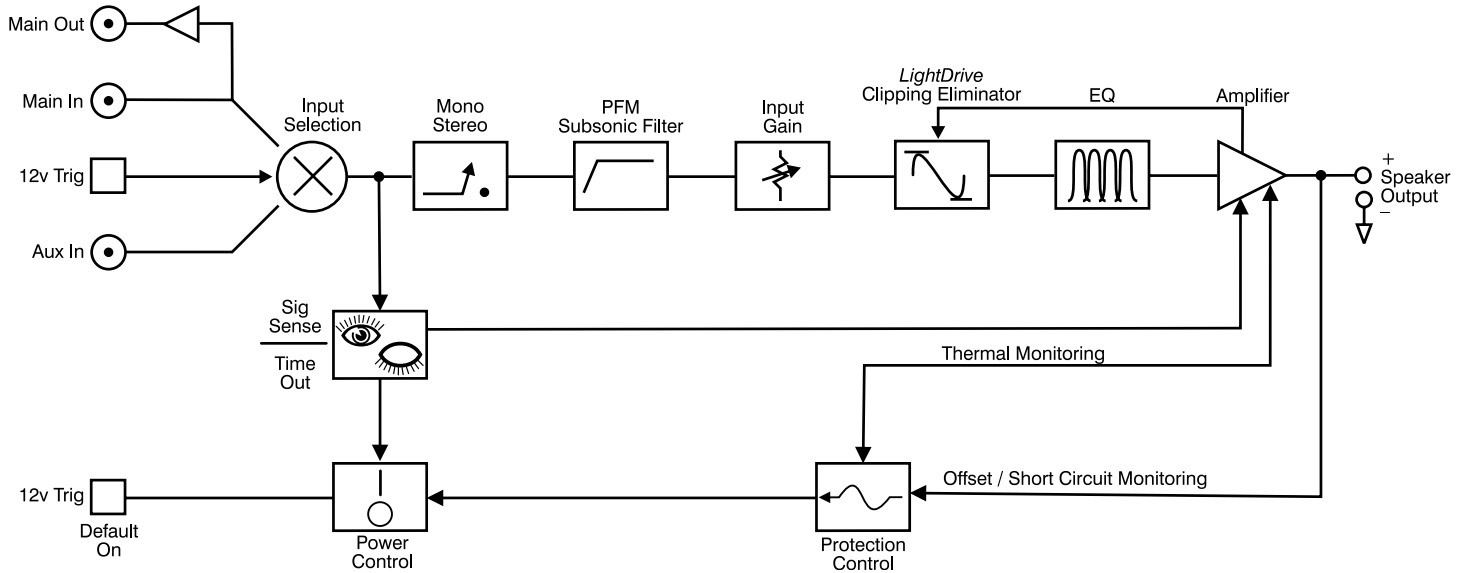 Main Out
Main In
12v Trig
Aux In
Input
Selection
Mono
Stereo
PFM
Subsonic Filter
Input
Gain
LightDrive
Clipping Eliminator
EQ
Amplifier
+
Speaker
Output
–
Sig
Sense
Time
Out
Thermal Monitoring
Offset / Short Circuit Monitoring
12v Trig
Default
On
Power
Control
Protection
Control